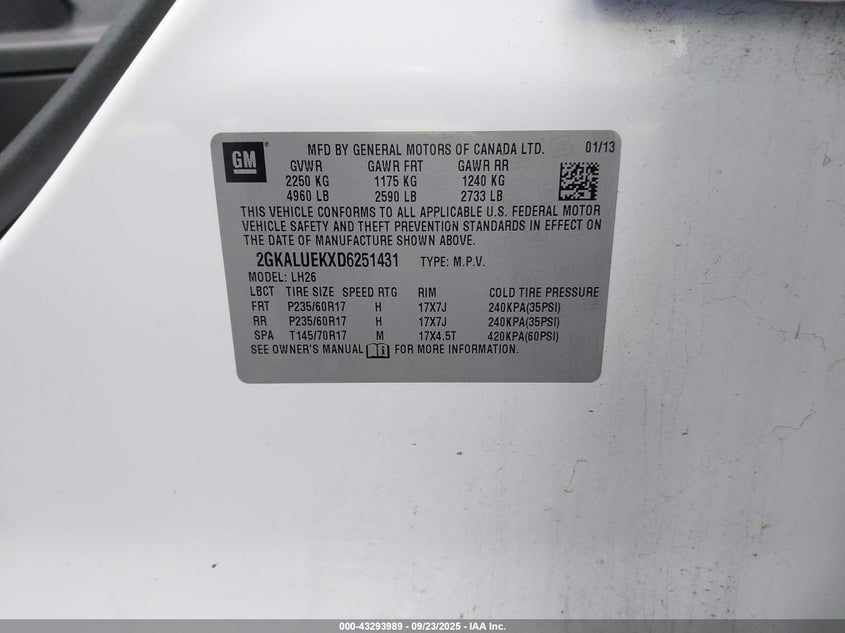 GM ® MFD BY GENERAL MOTORS OF CANADA LTD. 01/13
GVWR GAWR FRT GAWR RR
2250 KG 1175 KG 1240 KG
4960 LB 2590 LB 2733 LB
THIS VEHICLE CONFORMS TO ALL APPLICABLE U.S. FEDERAL MOTOR
VEHICLE SAFETY AND THEFT PREVENTION STANDARDS IN EFFECT ON
THE DATE OF MANUFACTURE SHOWN ABOVE.
2GKALUEKXD6251431 TYPE: M.P.V.
MODEL: LH26
LBCT TIRE SIZE SPEED RTG RIM COLD TIRE PRESSURE
FRT P235/60R17 H 17X7J 240KPA(35PSI)
RR P235/60R17 H 17X7J 240KPA(35PSI)
SPA T145/70R17 M 17X4.5T 420KPA(60PSI)
SEE OWNER'S MANUAL FOR MORE INFORMATION.
000-43293989 - 09/23/2025 - IAA Inc.